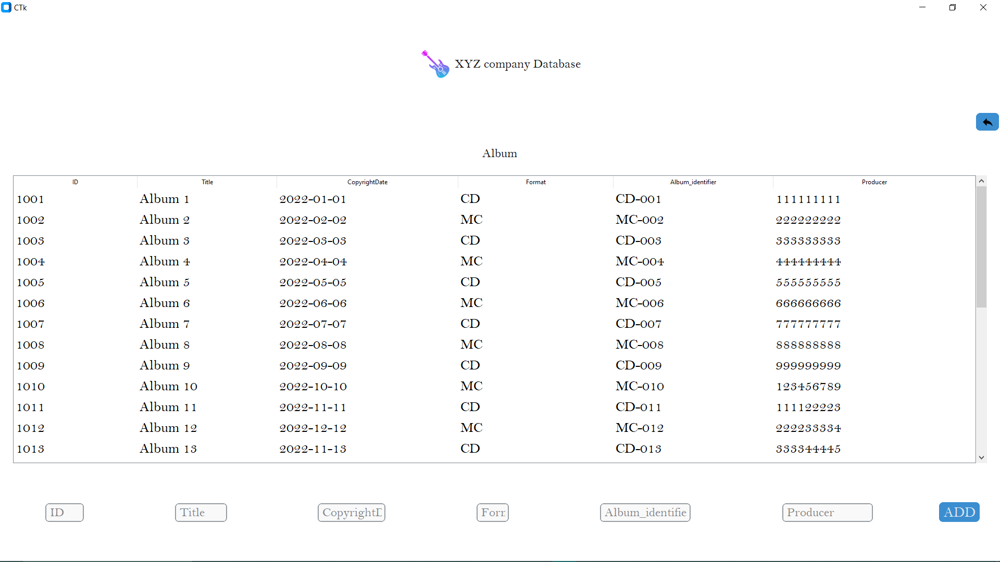 CTk
XYZ company Database
Album
ID Title CopyrightDate Format Album_identifier Producer
1001 Album 1 2022-01-01 CD CD-001 111111111
1002 Album 2 2022-02-02 MC MC-002 222222222
1003 Album 3 2022-03-03 CD CD-003 333333333
1004 Album 4 2022-04-04 MC MC-004 444444444
1005 Album 5 2022-05-05 CD CD-005 555555555
1006 Album 6 2022-06-06 MC MC-006 666666666
1007 Album 7 2022-07-07 CD CD-007 777777777
1008 Album 8 2022-08-08 MC MC-008 888888888
1009 Album 9 2022-09-09 CD CD-009 999999999
1010 Album 10 2022-10-10 MC MC-010 123456789
1011 Album 11 2022-11-11 CD CD-011 111122223
1012 Album 12 2022-12-12 MC MC-012 222233334
1013 Album 13 2022-11-13 CD CD-013 333344445
ID Title CopyrightD Forr Album_identifie Producer ADD